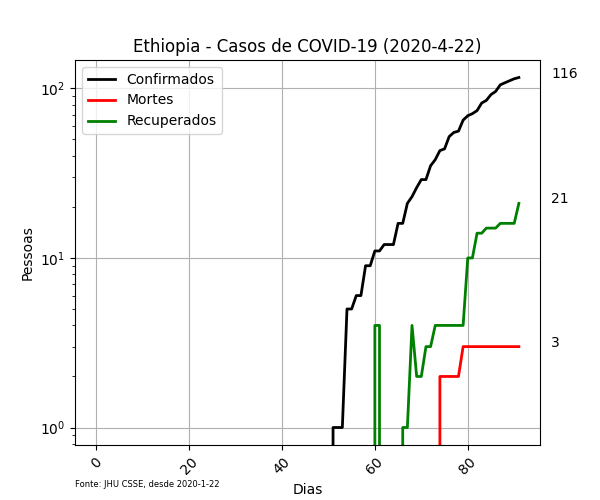 Ethiopia - Casos de COVID-19 (2020-4-22)
Confirmados
Mortes
Recuperados
116
21
3
10²
10¹
10⁰
Pessoas
0
20
40
60
80
Dias
Fonte: JHU CSSE, desde 2020-1-22